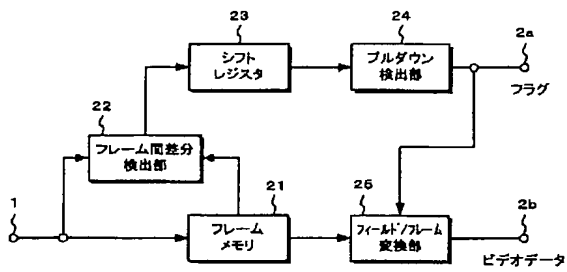 23
シフト
レジスタ
24
プルダウン
検出部
2a
フラグ
22
フレーム間差分
検出部
1
21
フレーム
メモリ
25
フィールド/フレーム
変換部
2b
ビデオデータ